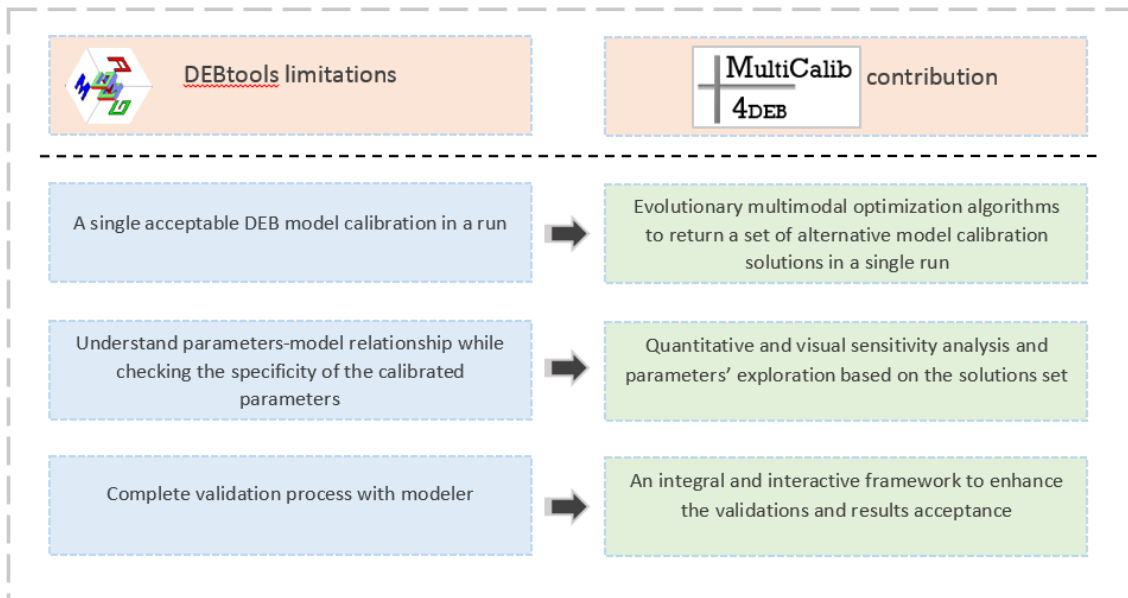 DEBtools limitations
MultiCalib
4DEB
contribution
A single acceptable DEB model calibration in a run
Evolutionary multimodal optimization algorithms
to return a set of alternative model calibration
solutions in a single run
Understand parameters-model relationship while
checking the specificity of the calibrated
parameters
Quantitative and visual sensitivity analysis and
parameters’ exploration based on the solutions set
Complete validation process with modeler
An integral and interactive framework to enhance
the validations and results acceptance